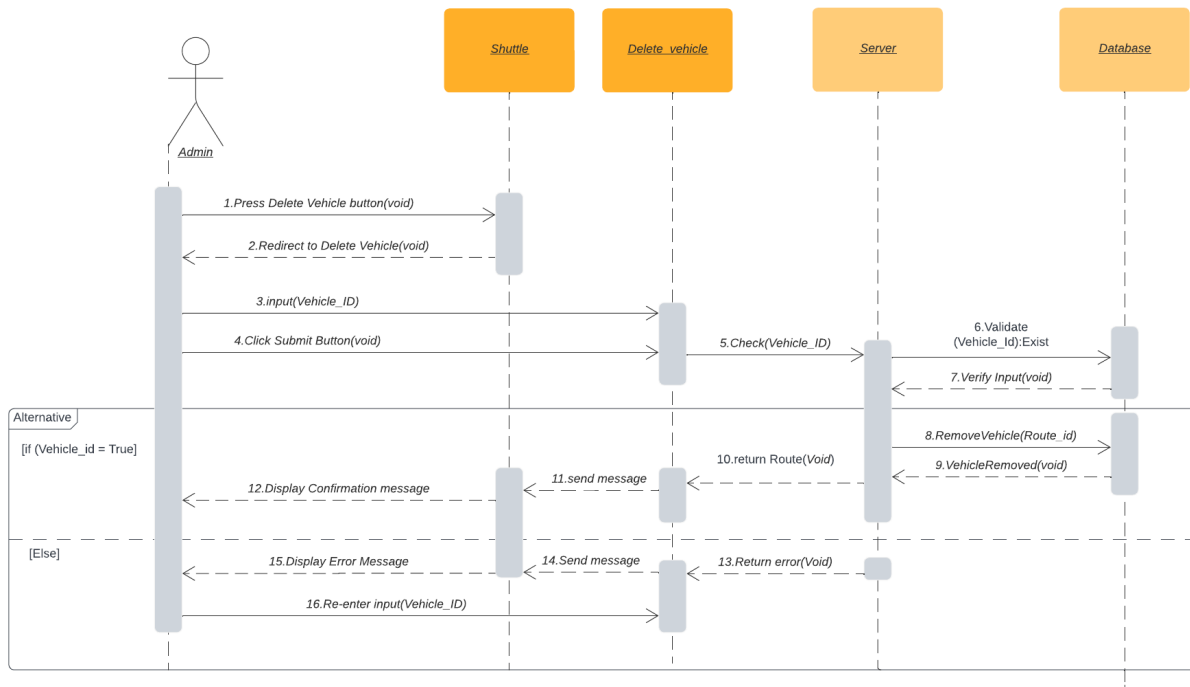 Shuttle
Delete_vehicle
Server
Database
Admin
1.Press Delete Vehicle button(void)
2.Redirect to Delete Vehicle(void)
3.input(Vehicle_ID)
4.Click Submit Button(void)
5.Check(Vehicle_ID)
6.Validate
(Vehicle_Id):Exist
7.Verify Input(void)
Alternative
[if (Vehicle_id = True]
8.RemoveVehicle(Route_id)
9.VehicleRemoved(void)
10.return Route(Void)
11.send message
12.Display Confirmation message
[Else]
13.Return error(Void)
14.Send message
15.Display Error Message
16.Re-enter input(Vehicle_ID)